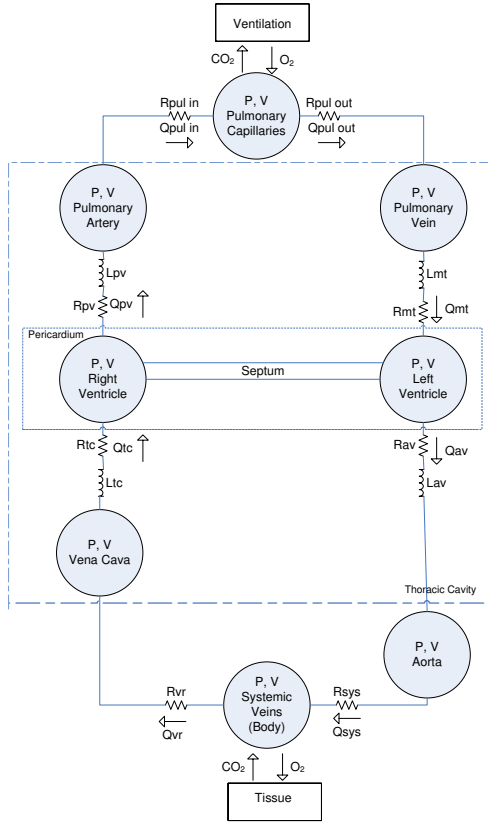 Ventilation
CO₂
O₂
P, V
Pulmonary
Capillaries
Rpul in
Qpul in
Rpul out
Qpul out
P, V
Pulmonary
Artery
P, V
Pulmonary
Vein
Lpv
Rpv
Qpv
Lmt
Rmt
Qmt
Pericardium
P, V
Right
Ventricle
Septum
P, V
Left
Ventricle
Rtc
Qtc
Ltc
Rav
Qav
Lav
P, V
Vena Cava
Thoracic Cavity
P, V
Aorta
P, V
Systemic
Veins
(Body)
Rvr
Qvr
Rsys
Qsys
CO₂
O₂
Tissue